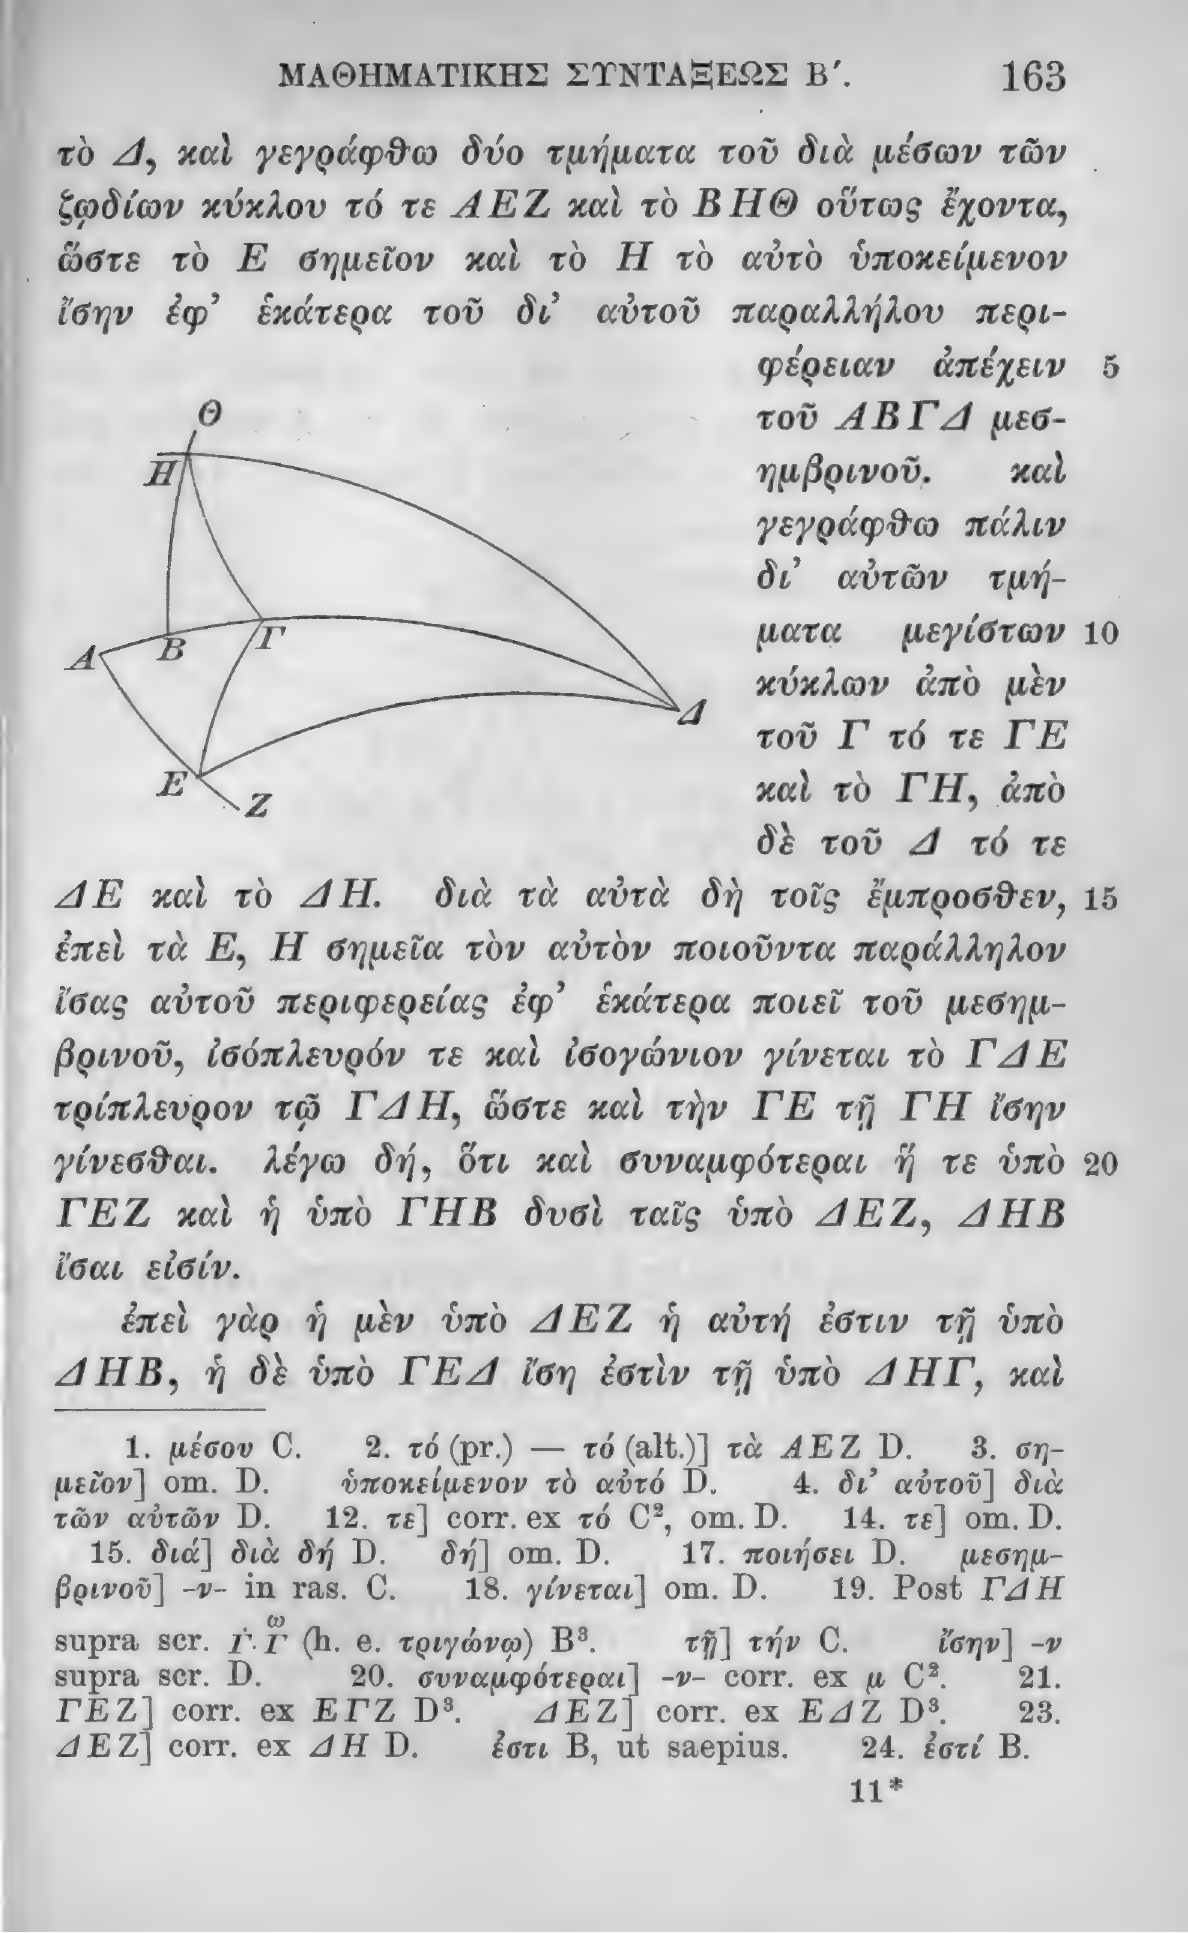 ΜΑΘΗΜΑΤΙΚΗΣ ΣΥΝΤΑΞΕΩΣ Β′. 163
τὸ Δ, καὶ γεγράφθω δύο τμήματα τοῦ διὰ μέσων τῶν
ζῳδίων κύκλου τό τε ΑΕΖ καὶ τὸ ΒΗΘ οὕτως ἔχοντα,
ὥστε τὸ Ε σημεῖον καὶ τὸ Η τὸ αὐτὸ ὑποκείμενον
ἴσην ἐφ’ ἑκάτερα τοῦ δι’ αὐτοῦ παραλλήλου περι-
φέρειαν ἀπέχειν 5
τοῦ ΑΒΓΔ μεσ-
ημβρινοῦ. καὶ
γεγράφθω πάλιν
δι’ αὐτῶν τμή-
ματα μεγίστων 10
κύκλων ἀπὸ μὲν
τοῦ Γ τό τε ΓΕ
καὶ τὸ ΓΗ, ἀπὸ
δὲ τοῦ Δ τό τε
Θ
Η
Β
Γ
Α
Δ
Ε
Ζ
ΔΕ καὶ τὸ ΔΗ. διὰ τὰ αὐτὰ δὴ τοῖς ἔμπροσθεν, 15
ἐπεὶ τὰ Ε, Η σημεῖα τὸν αὐτὸν ποιοῦντα παράλληλον
ἴσας αὐτοῦ περιφερείας ἐφ’ ἑκάτερα ποιεῖ τοῦ μεσημ-
βρινοῦ, ἰσόπλευρόν τε καὶ ἰσογώνιον γίνεται τὸ ΓΔΕ
τρίπλευρον τῷ ΓΔΗ, ὥστε καὶ τὴν ΓΕ τῇ ΓΗ ἴσην
γίνεσθαι. λέγω δή, ὅτι καὶ συναμφότεραι ἥ τε ὑπὸ 20
ΓΕΖ καὶ ἡ ὑπὸ ΓΗΒ δυσὶ ταῖς ὑπὸ ΔΕΖ, ΔΗΒ
ἴσαι εἰσίν.
ἐπεὶ γὰρ ἡ μὲν ὑπὸ ΔΕΖ ἡ αὐτή ἐστιν τῇ ὑπὸ
ΔΗΒ, ἡ δὲ ὑπὸ ΓΕΔ ἴση ἐστὶν τῇ ὑπὸ ΔΗΓ, καὶ
1. μέσου C. 2. τό (pr.) — τό (alt.)] τὰ ΑΕΖ D. 3. ση-
μεῖον] om. D. ὑποκείμενον τὸ αὐτό D. 4. δι’ αὐτοῦ] διὰ
τῶν αὐτῶν D. 12. τε] corr. ex τό C², om. D. 14. τε] om. D.
15. διά] διὰ δή D. δή] om. D. 17. ποιήσει D. μεσημ-
βρινοῦ] -ν- in ras. C. 18. γίνεται] om. D. 19. Post ΓΔΗ
supra scr. Γ̇. Γ̊ω (h. e. τριγώνῳ) B³. τῇ] τήν C. ἴσην] -ν
supra scr. D. 20. συναμφότεραι] -ν- corr. ex μ C². 21.
ΓΕΖ] corr. ex ΕΓΖ D³. ΔΕΖ] corr. ex ΕΔΖ D³. 23.
ΔΕΖ] corr. ex ΔΗ D. ἐστι B, ut saepius. 24. ἐστί B.
11*